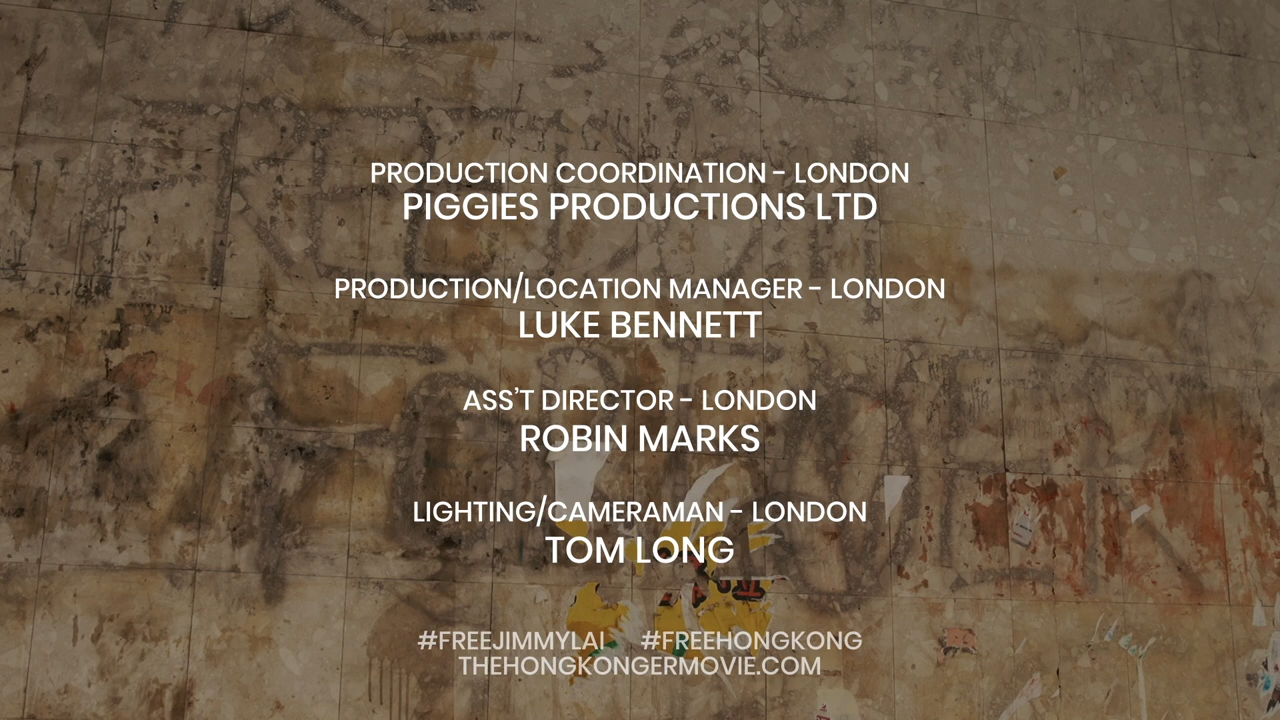 PRODUCTION COORDINATION – LONDON
PIGGIES PRODUCTIONS LTD
PRODUCTION/LOCATION MANAGER – LONDON
LUKE BENNETT
ASS'T DIRECTOR – LONDON
ROBIN MARKS
LIGHTING/CAMERAMAN – LONDON
TOM LONG
#FREEJIMMYLAI #FREEHONGKONG
THEHONGKONGERMOVIE.COM